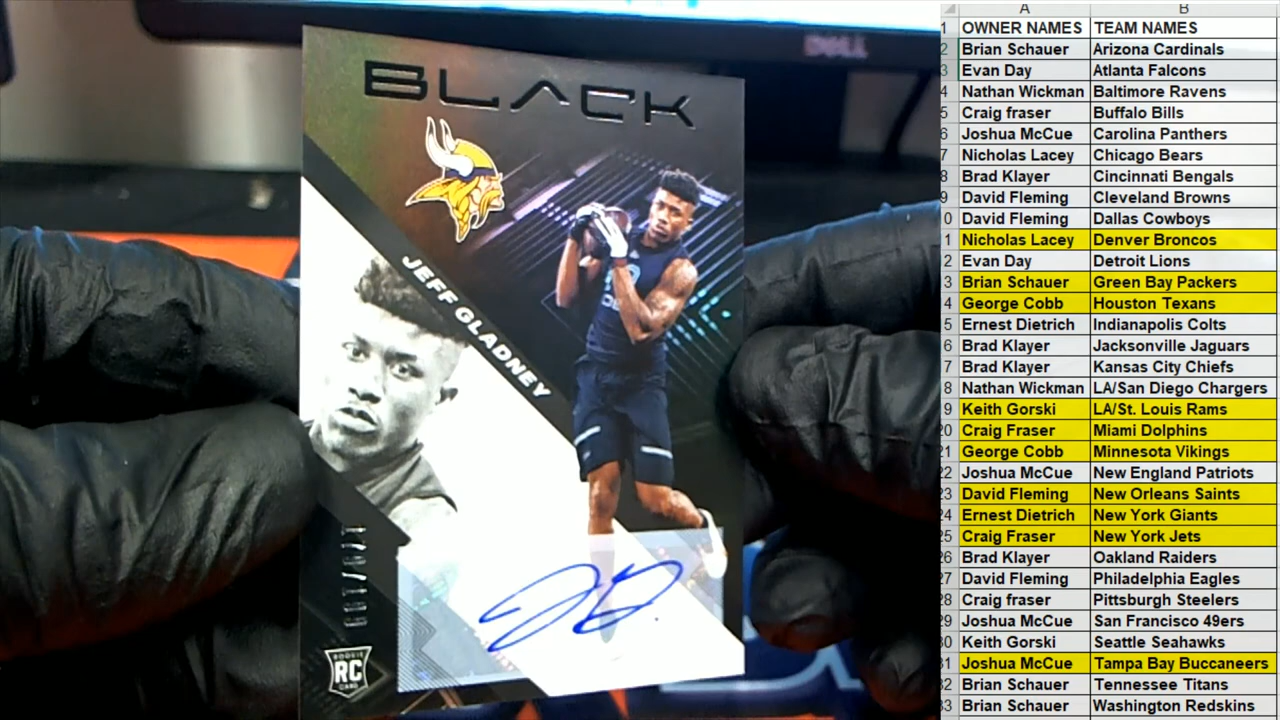 DELL
BLACK
JEFF GLADNEY
ROOKIE
RC
CARD
A B
1 OWNER NAMES TEAM NAMES
2 Brian Schauer Arizona Cardinals
3 Evan Day Atlanta Falcons
4 Nathan Wickman Baltimore Ravens
5 Craig fraser Buffalo Bills
6 Joshua McCue Carolina Panthers
7 Nicholas Lacey Chicago Bears
8 Brad Klayer Cincinnati Bengals
9 David Fleming Cleveland Browns
0 David Fleming Dallas Cowboys
1 Nicholas Lacey Denver Broncos
2 Evan Day Detroit Lions
3 Brian Schauer Green Bay Packers
4 George Cobb Houston Texans
5 Ernest Dietrich Indianapolis Colts
6 Brad Klayer Jacksonville Jaguars
7 Brad Klayer Kansas City Chiefs
8 Nathan Wickman LA/San Diego Chargers
9 Keith Gorski LA/St. Louis Rams
20 Craig Fraser Miami Dolphins
21 George Cobb Minnesota Vikings
22 Joshua McCue New England Patriots
23 David Fleming New Orleans Saints
24 Ernest Dietrich New York Giants
25 Craig Fraser New York Jets
26 Brad Klayer Oakland Raiders
27 David Fleming Philadelphia Eagles
28 Craig fraser Pittsburgh Steelers
29 Joshua McCue San Francisco 49ers
30 Keith Gorski Seattle Seahawks
31 Joshua McCue Tampa Bay Buccaneers
32 Brian Schauer Tennessee Titans
33 Brian Schauer Washington Redskins